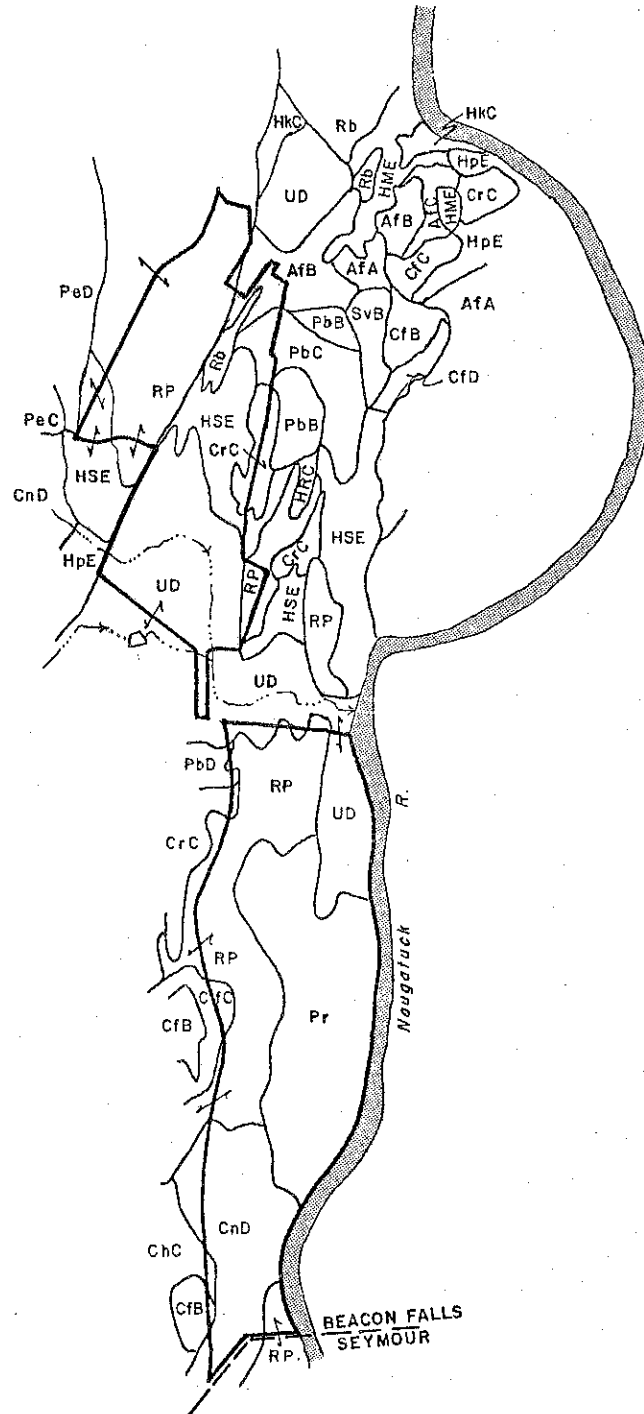 HkC
Rb
HkC
UD
Rb
HME
HpE
CrC
AfB
AfC
HME
AfB
AfA
CfC
HpE
PeD
AfA
PbB
SvB
CfB
Rb
PbC
CfD
RP
HSE
PbB
PeC
CrC
HSE
HRC
CnD
HSE
HpE
CrC
UD
RP
HSE
RP
UD
PbD
RP
UD
R.
CrC
RP
CfC
CfB
Pr
Naugatuck
CnD
ChC
CfB
BEACON FALLS
SEYMOUR
RP.